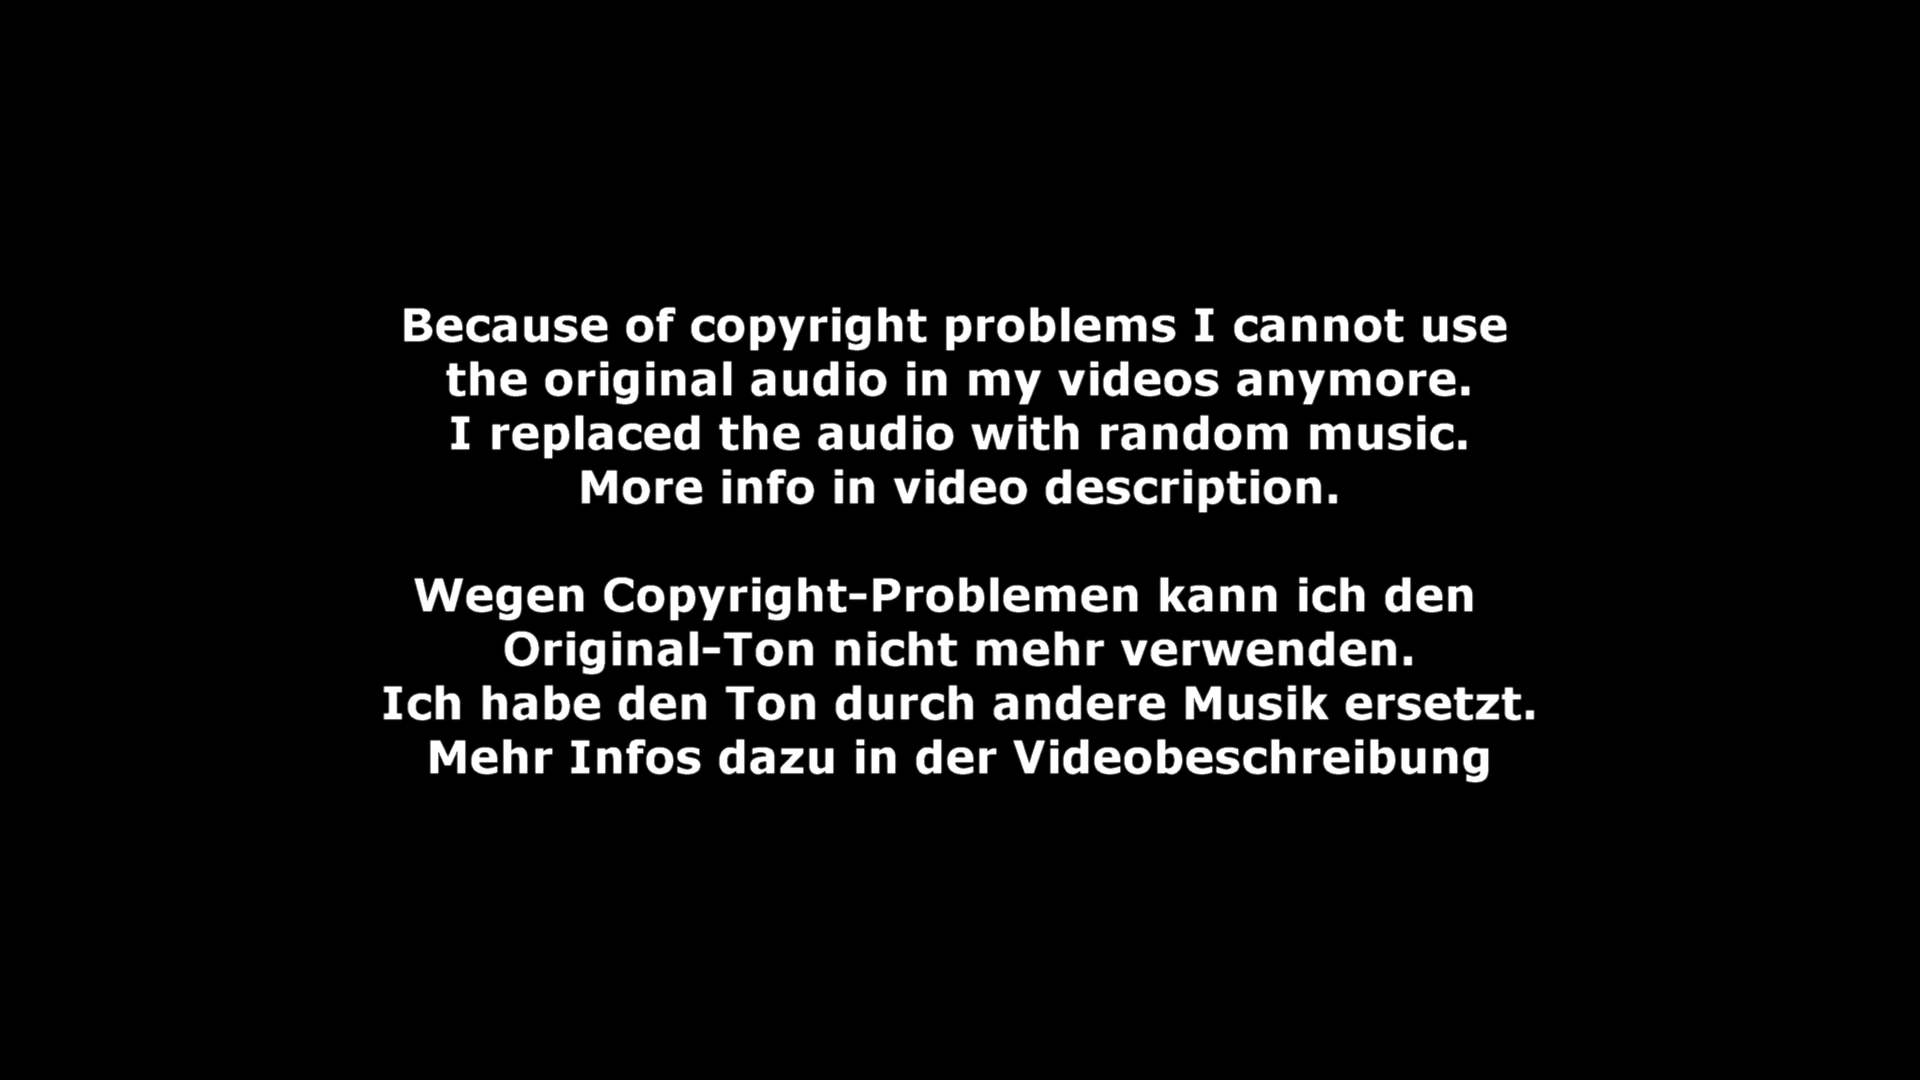 Because of copyright problems I cannot use
the original audio in my videos anymore.
I replaced the audio with random music.
More info in video description.
Wegen Copyright-Problemen kann ich den
Original-Ton nicht mehr verwenden.
Ich habe den Ton durch andere Musik ersetzt.
Mehr Infos dazu in der Videobeschreibung